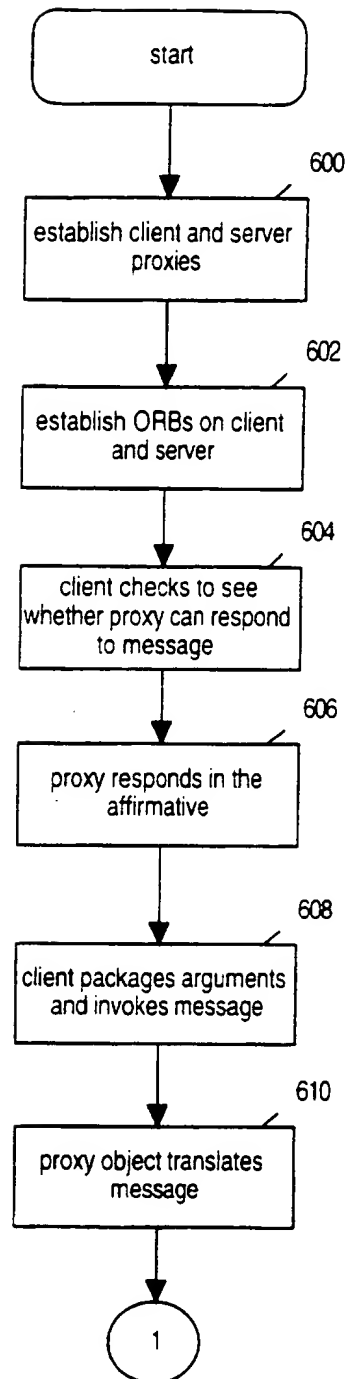 start
600
establish client and server
proxies
602
establish ORBs on client
and server
604
client checks to see
whether proxy can respond
to message
606
proxy responds in the
affirmative
608
client packages arguments
and invokes message
610
proxy object translates
message
1